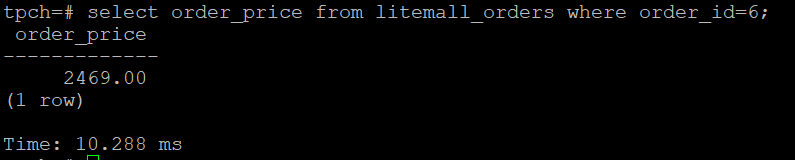 tpch=# select order_price from litemall_orders where order_id=6;
order_price
-------------
2469.00
(1 row)
Time: 10.288 ms